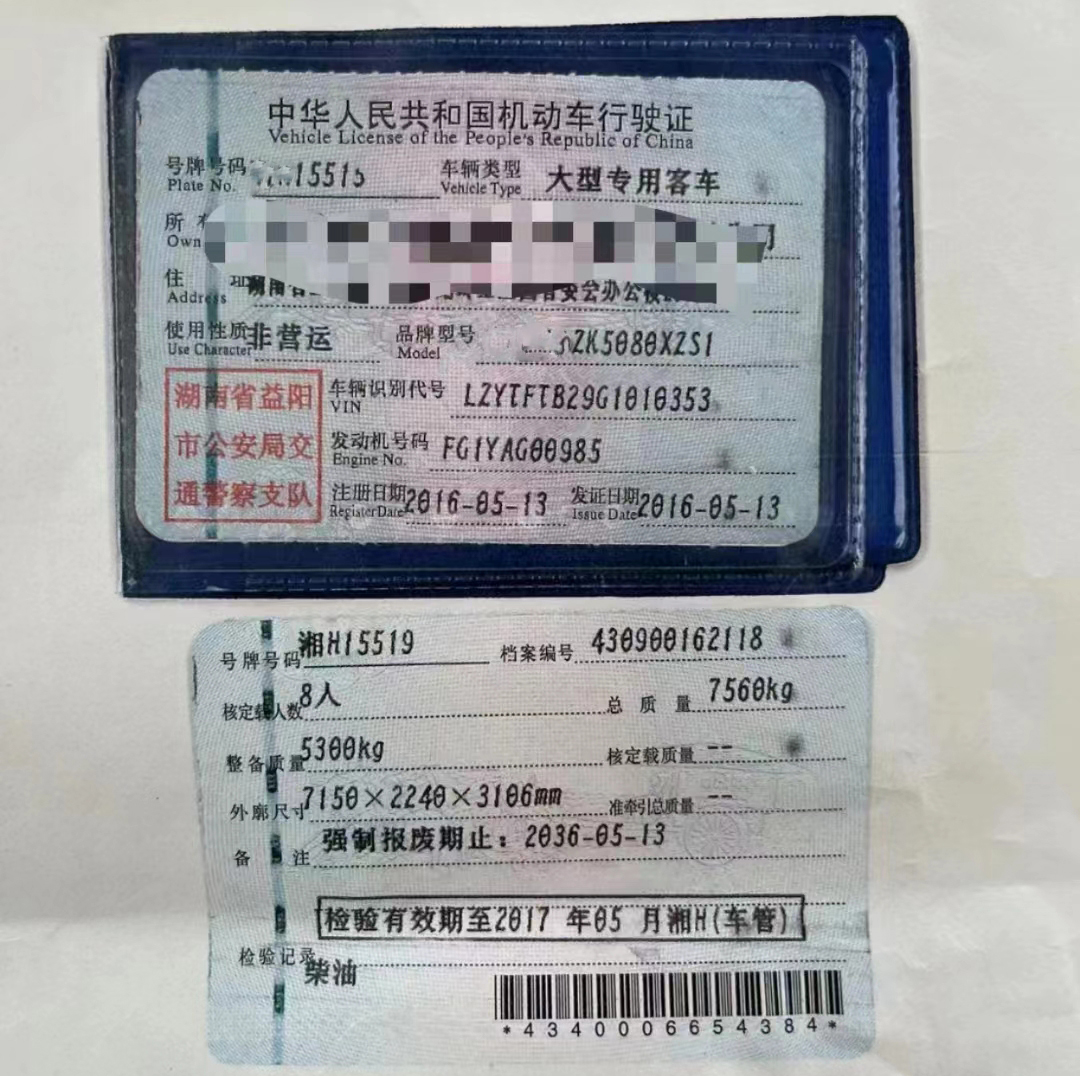 中华人民共和国机动车行驶证
Vehicle License of the People's Republic of China
号牌号码 15515 车辆类型 大型专用客车
Plate No. Vehicle Type
所
Own
住 址
Address
使用性质 非营运 品牌型号 ZK5080XZS1
Use Character Model
湖南省益阳
市公安局交
通警察支队
车辆识别代号 LZYTFTB29G1010353
VIN
发动机号码 FG1YAG00985
Engine No.
注册日期 2016-05-13 发证日期 2016-05-13
Register Date Issue Date
号牌号码 湘H15519 档案编号 430900162118
核定载人数 8人 总质量 7560kg
整备质量 5300kg 核定载质量 --
外廓尺寸 7150×2240×3106mm 准牵引总质量 --
备注 强制报废期止：2036-05-13
检验有效期至2017 年05 月湘H(车管)
检验记录
柴油
*4340006654384*